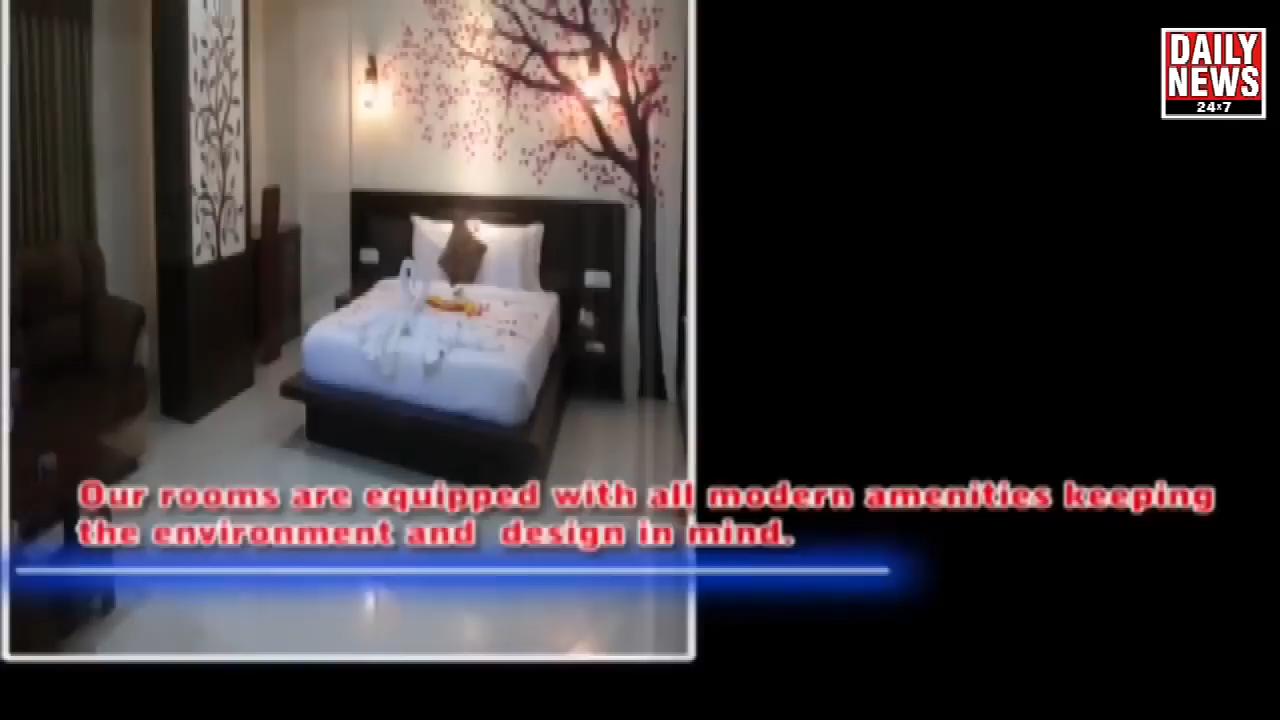 DAILY
NEWS
24x7
Our rooms are equipped with all modern amenities keeping
the environment and  design in mind.